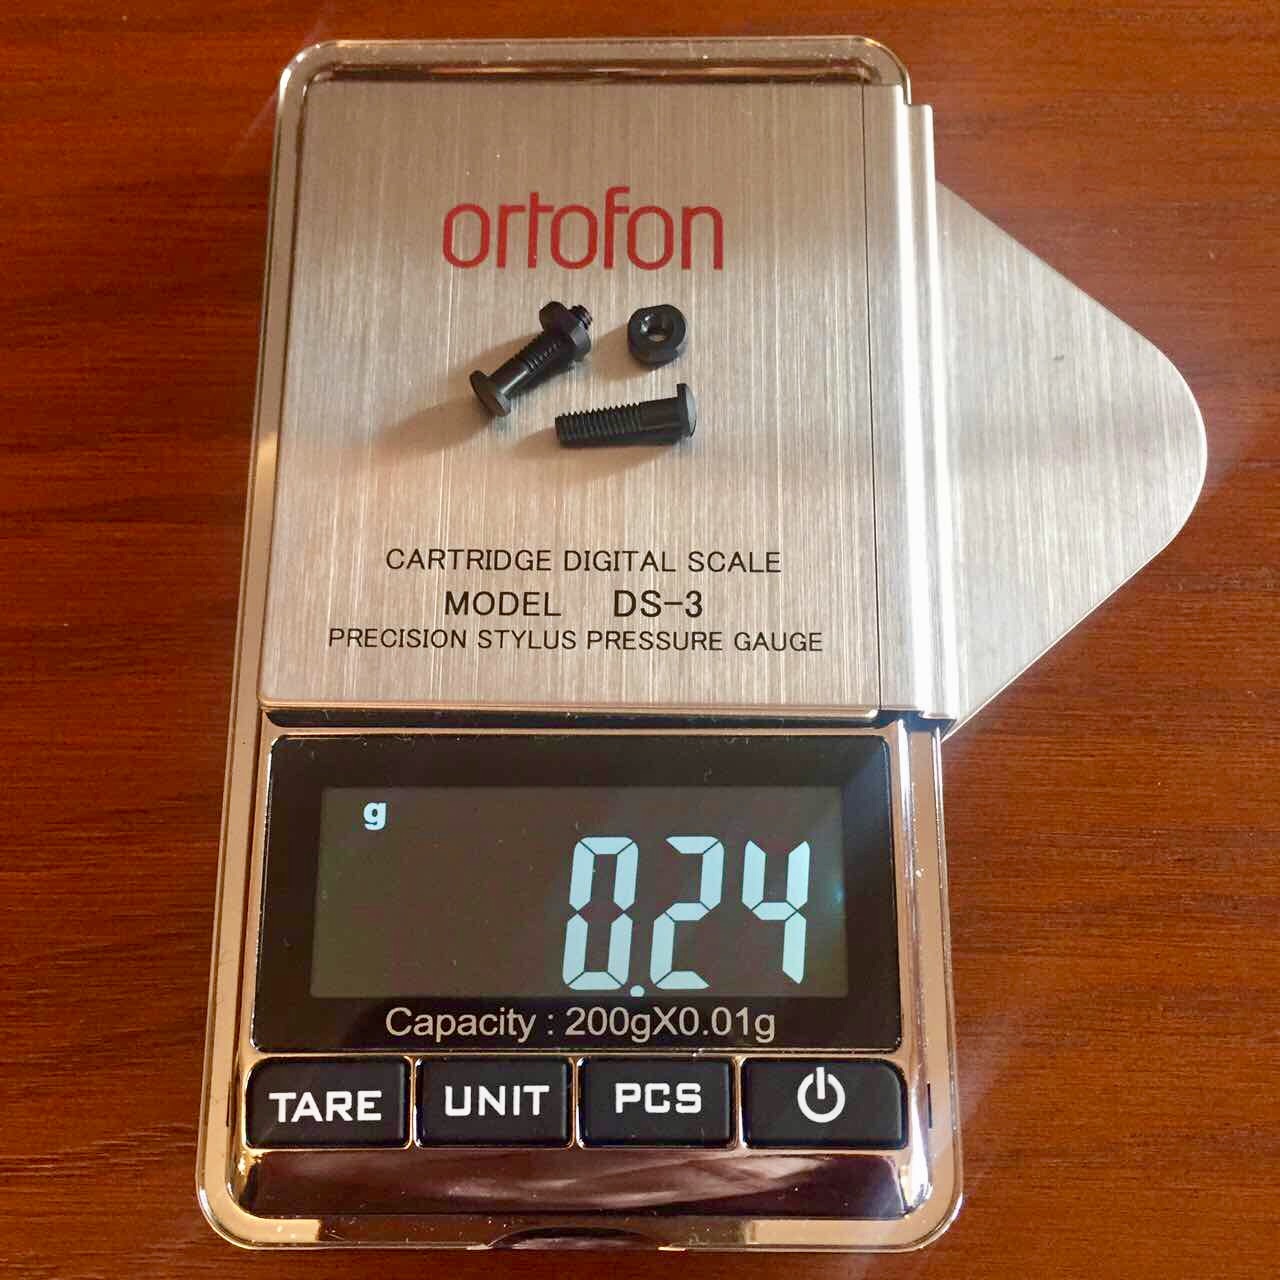 ortofon
CARTRIDGE DIGITAL SCALE
MODEL DS-3
PRECISION STYLUS PRESSURE GAUGE
g
0.24
Capacity : 200gX0.01g
TARE UNIT PCS